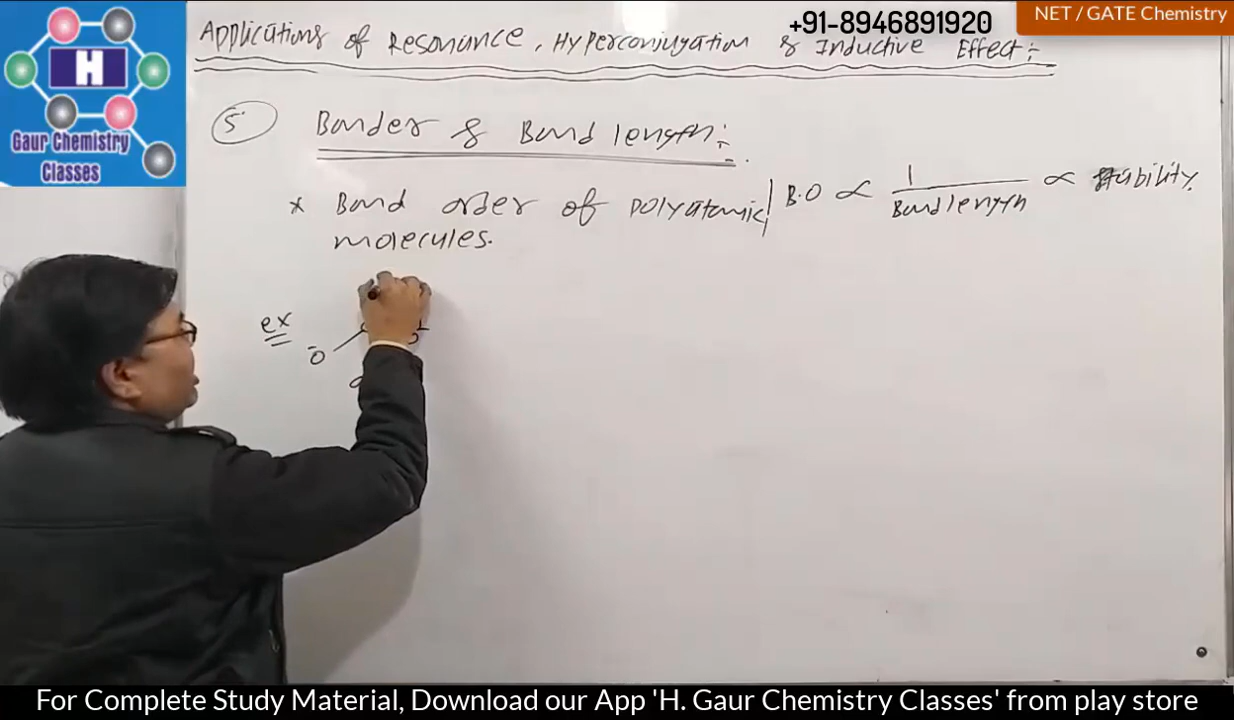 +91-8946891920
NET / GATE Chemistry
Applications of Resonance, Hyperconjugation & Inductive Effect :-
H
Gaur Chemistry
Classes
5
Border & Bond length :-
* Bond order of polyatomic | B.O ∝ 1 / Bond length ∝ stability.
molecules.
ex
-O
For Complete Study Material, Download our App 'H. Gaur Chemistry Classes' from play store